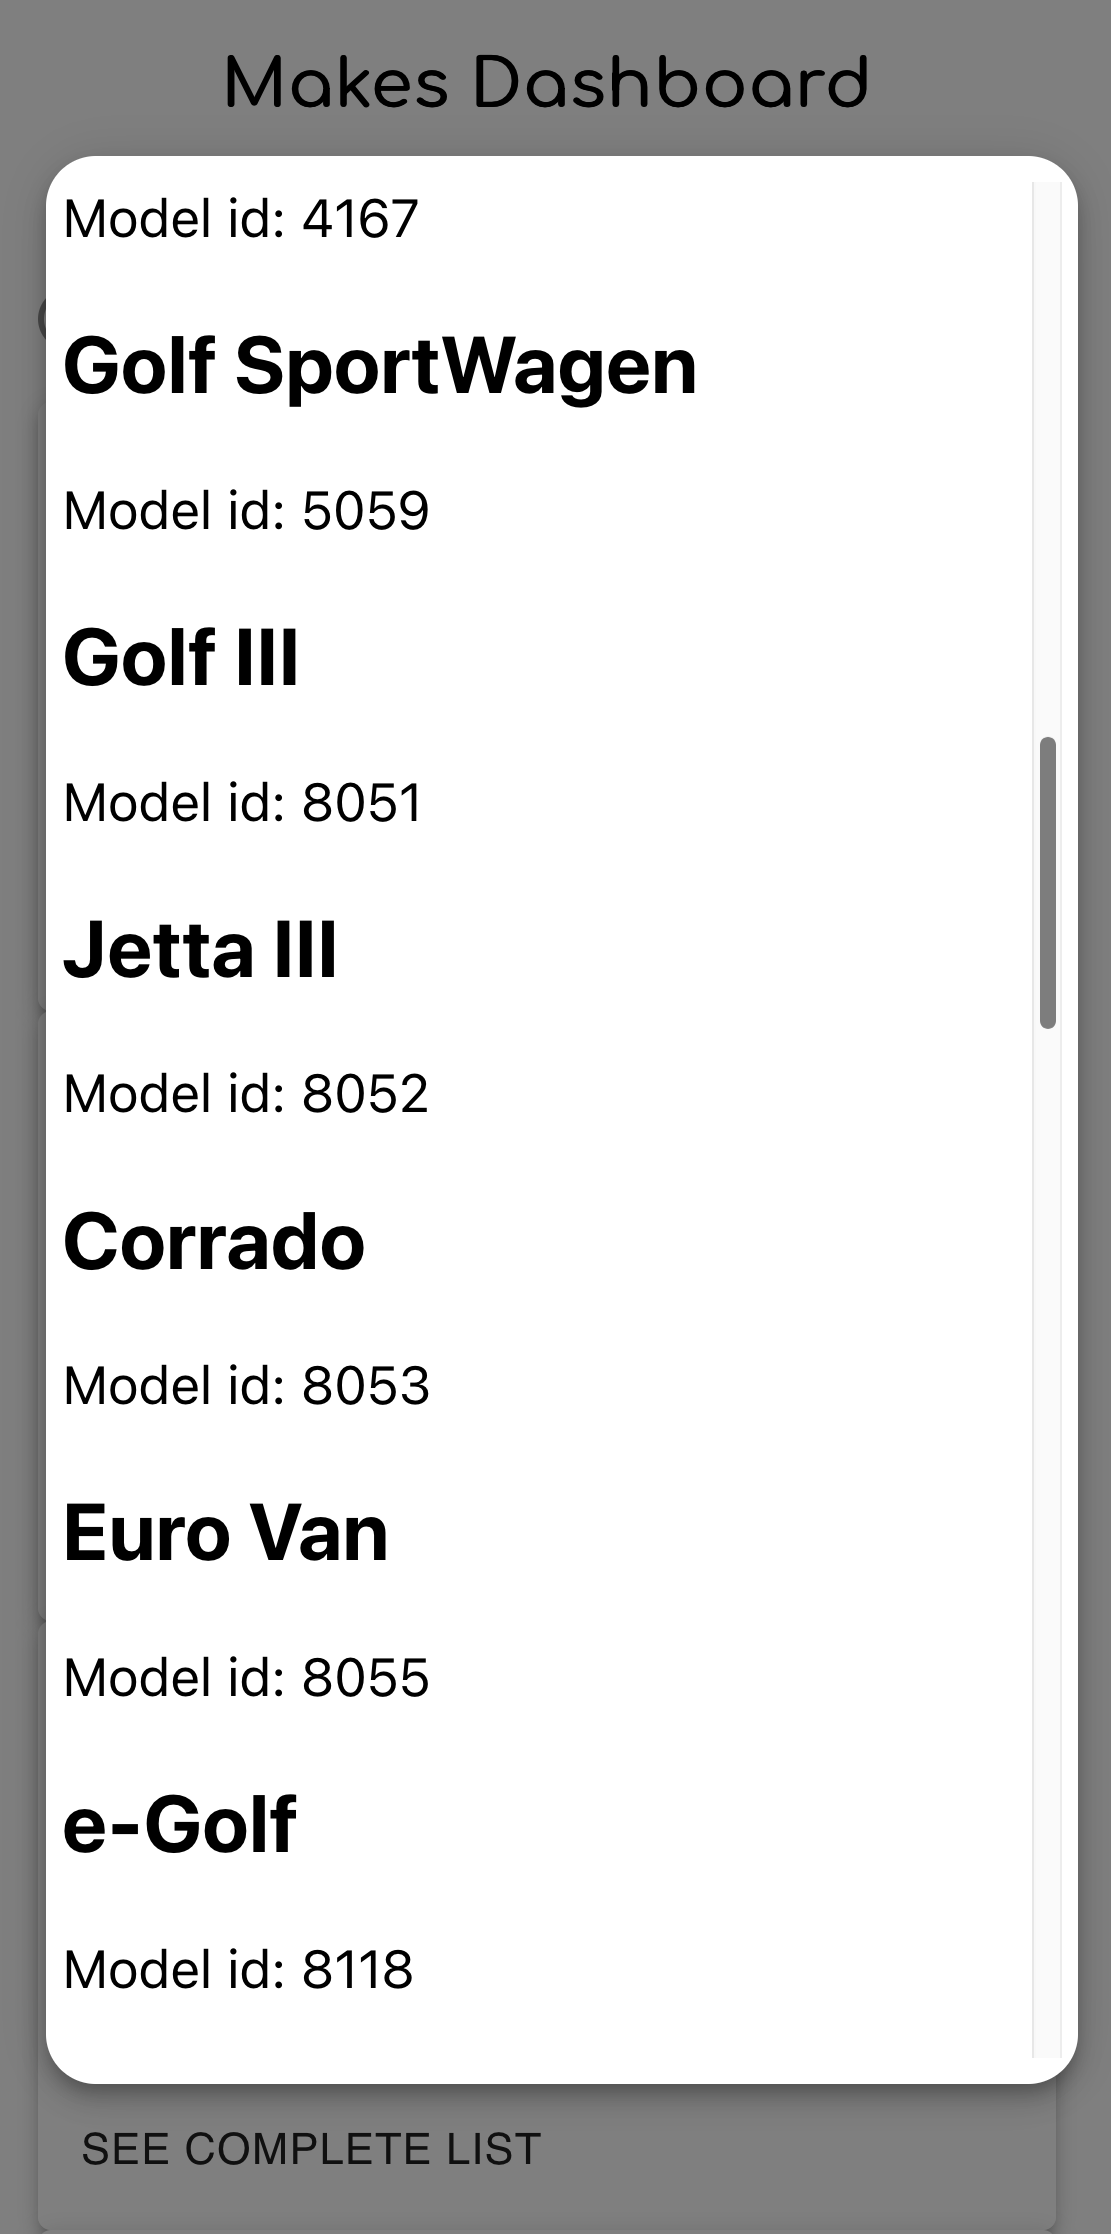 Makes Dashboard
Model id: 4167
Golf SportWagen
Model id: 5059
Golf III
Model id: 8051
Jetta III
Model id: 8052
Corrado
Model id: 8053
Euro Van
Model id: 8055
e-Golf
Model id: 8118
SEE COMPLETE LIST